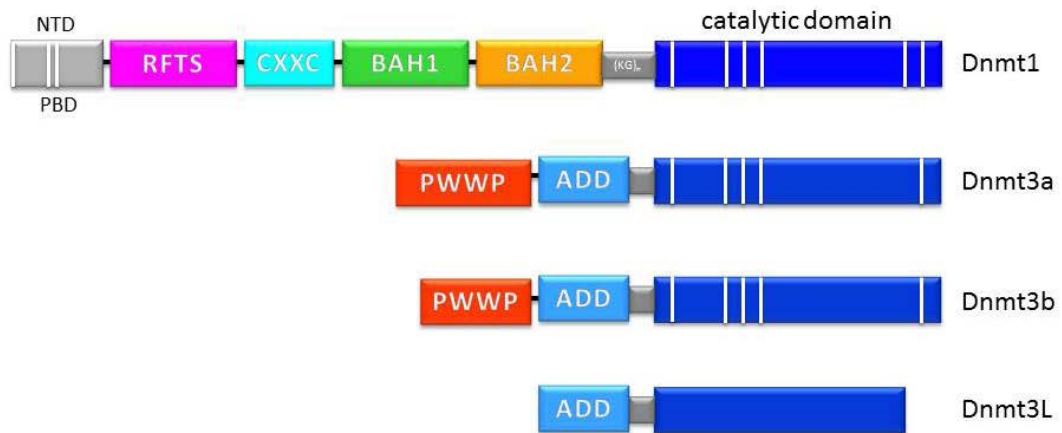 NTD
catalytic domain
RFTS CXXC BAH1 BAH2 (KG)n Dnmt1
PBD
PWWP ADD Dnmt3a
PWWP ADD Dnmt3b
ADD Dnmt3L